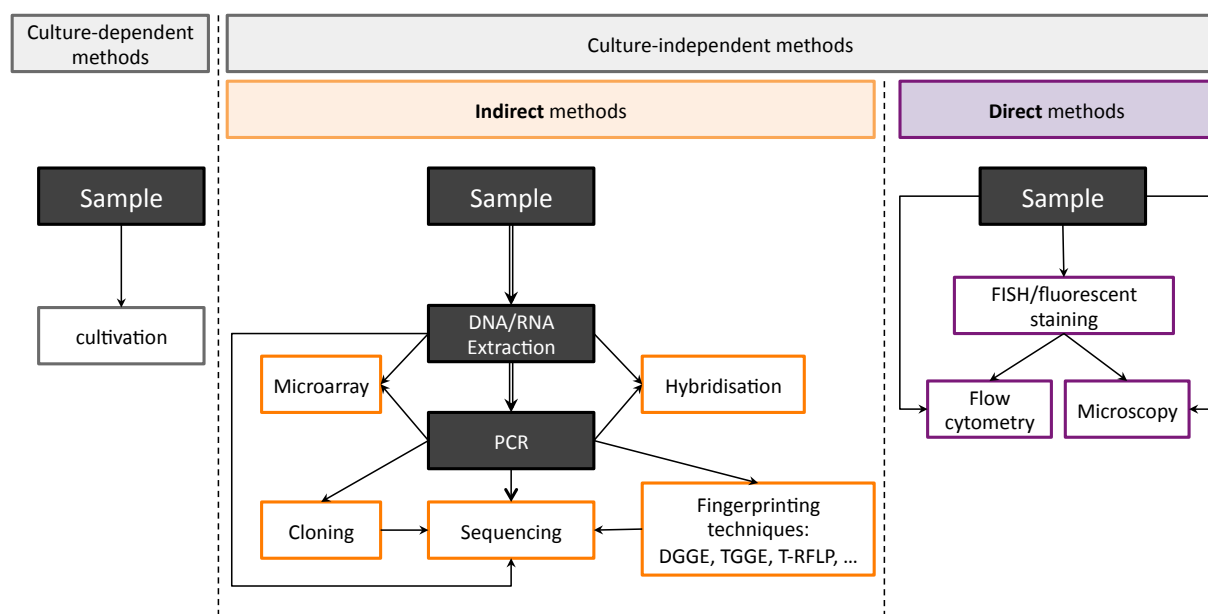 Culture-dependent
methods
Culture-independent methods
Indirect methods
Direct methods
Sample
Sample
Sample
cultivation
DNA/RNA
Extraction
Microarray
Hybridisation
PCR
Cloning
Sequencing
Fingerprinting
techniques:
DGGE, TGGE, T-RFLP, ...
FISH/fluorescent
staining
Flow
cytometry
Microscopy